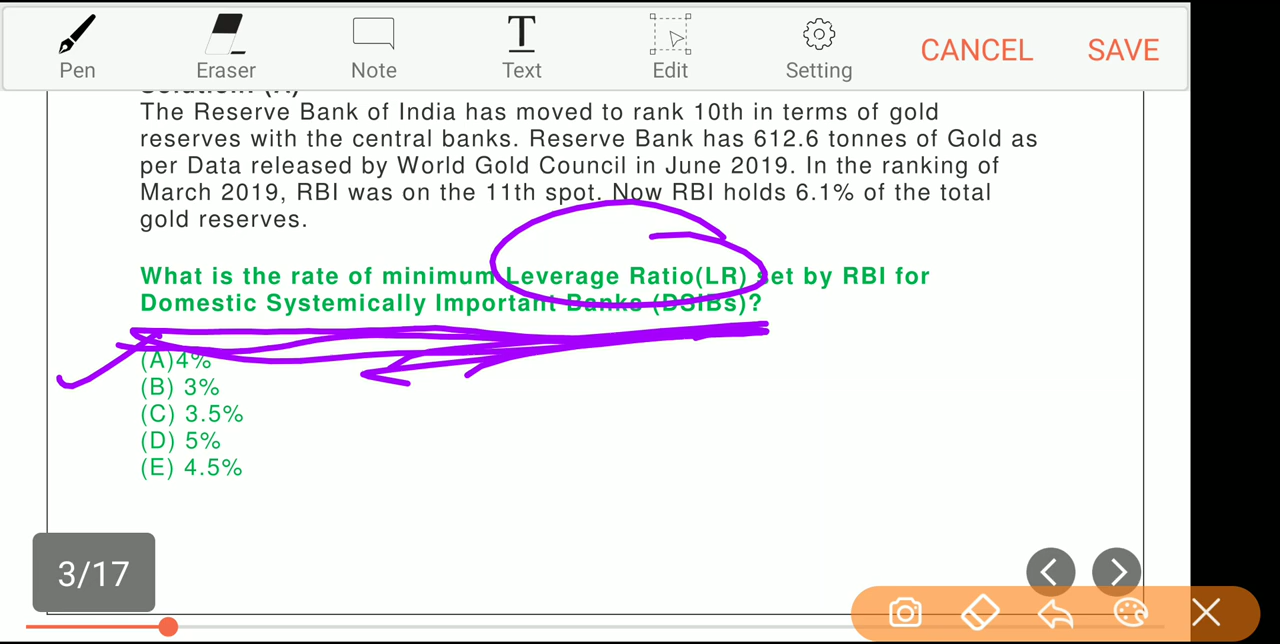 Pen
Eraser
Note
Text
Edit
Setting
CANCEL
SAVE
Solution: (A)
The Reserve Bank of India has moved to rank 10th in terms of gold
reserves with the central banks. Reserve Bank has 612.6 tonnes of Gold as
per Data released by World Gold Council in June 2019. In the ranking of
March 2019, RBI was on the 11th spot. Now RBI holds 6.1% of the total
gold reserves.
What is the rate of minimum Leverage Ratio(LR) set by RBI for
Domestic Systemically Important Banks (DSIBs)?
(A)4%
(B) 3%
(C) 3.5%
(D) 5%
(E) 4.5%
3/17